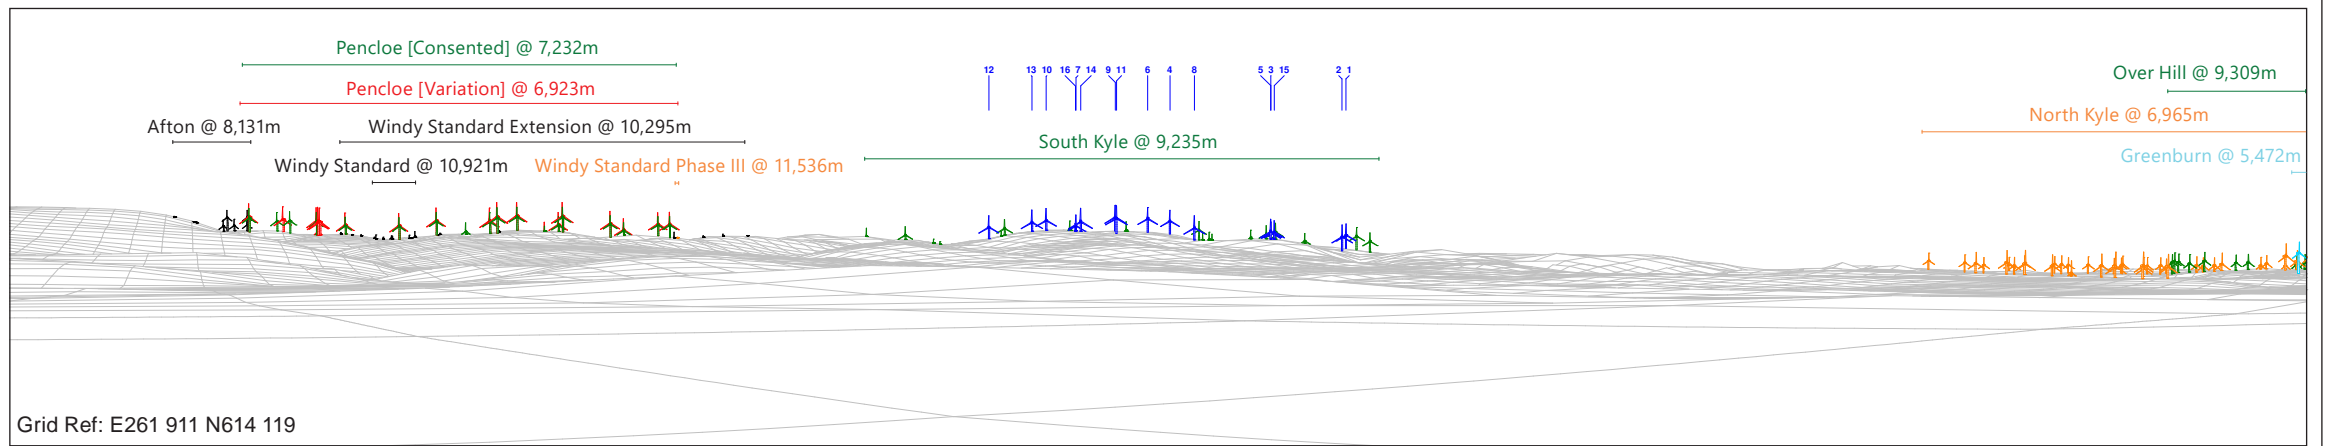 Pencloe [Consented] @ 7,232m
Pencloe [Variation] @ 6,923m
Afton @ 8,131m
Windy Standard Extension @ 10,295m
Windy Standard @ 10,921m
Windy Standard Phase III @ 11,536m
12 13 10 16 7 14 9 11 6 4 8 5 3 15 2 1
South Kyle @ 9,235m
Over Hill @ 9,309m
North Kyle @ 6,965m
Greenburn @ 5,472m
Grid Ref: E261 911 N614 119